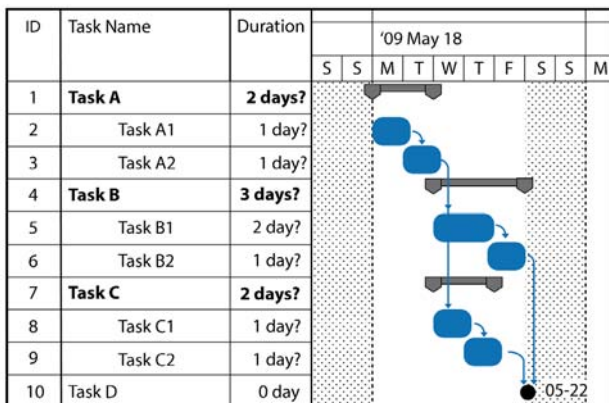 ID Task Name Duration '09 May 18
S S M T W T F S S M
1 Task A 2 days?
2 Task A1 1 day?
3 Task A2 1 day?
4 Task B 3 days?
5 Task B1 2 day?
6 Task B2 1 day?
7 Task C 2 days?
8 Task C1 1 day?
9 Task C2 1 day?
10 Task D 0 day 05-22